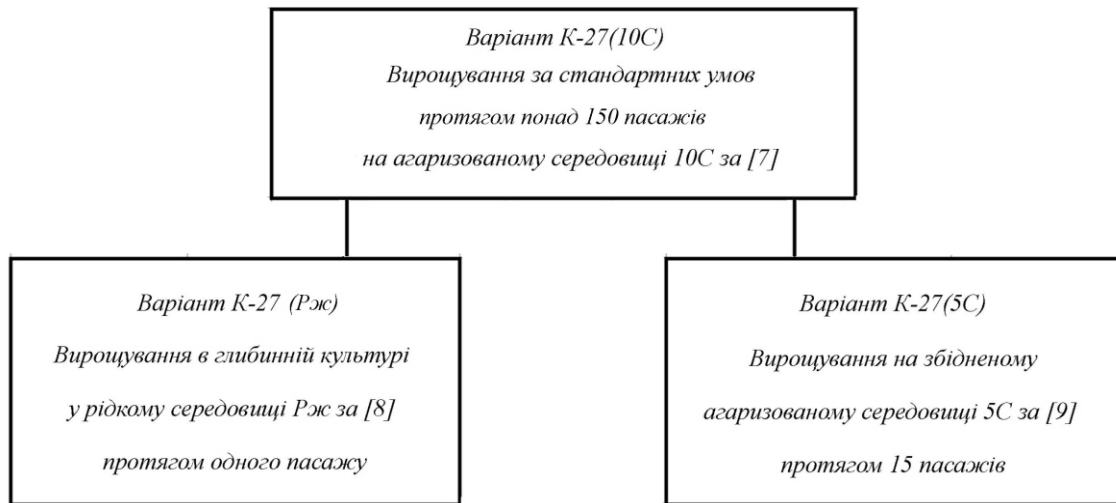 Варіант К-27(10С)
Вирощування за стандартних умов
протягом понад 150 пасажів
на агаризованому середовищі 10С за [7]
Варіант К-27 (Рж)
Вирощування в глибинній культурі
у рідкому середовищі Рж за [8]
протягом одного пасажу
Варіант К-27(5С)
Вирощування на збідненому
агаризованому середовищі 5С за [9]
протягом 15 пасажів